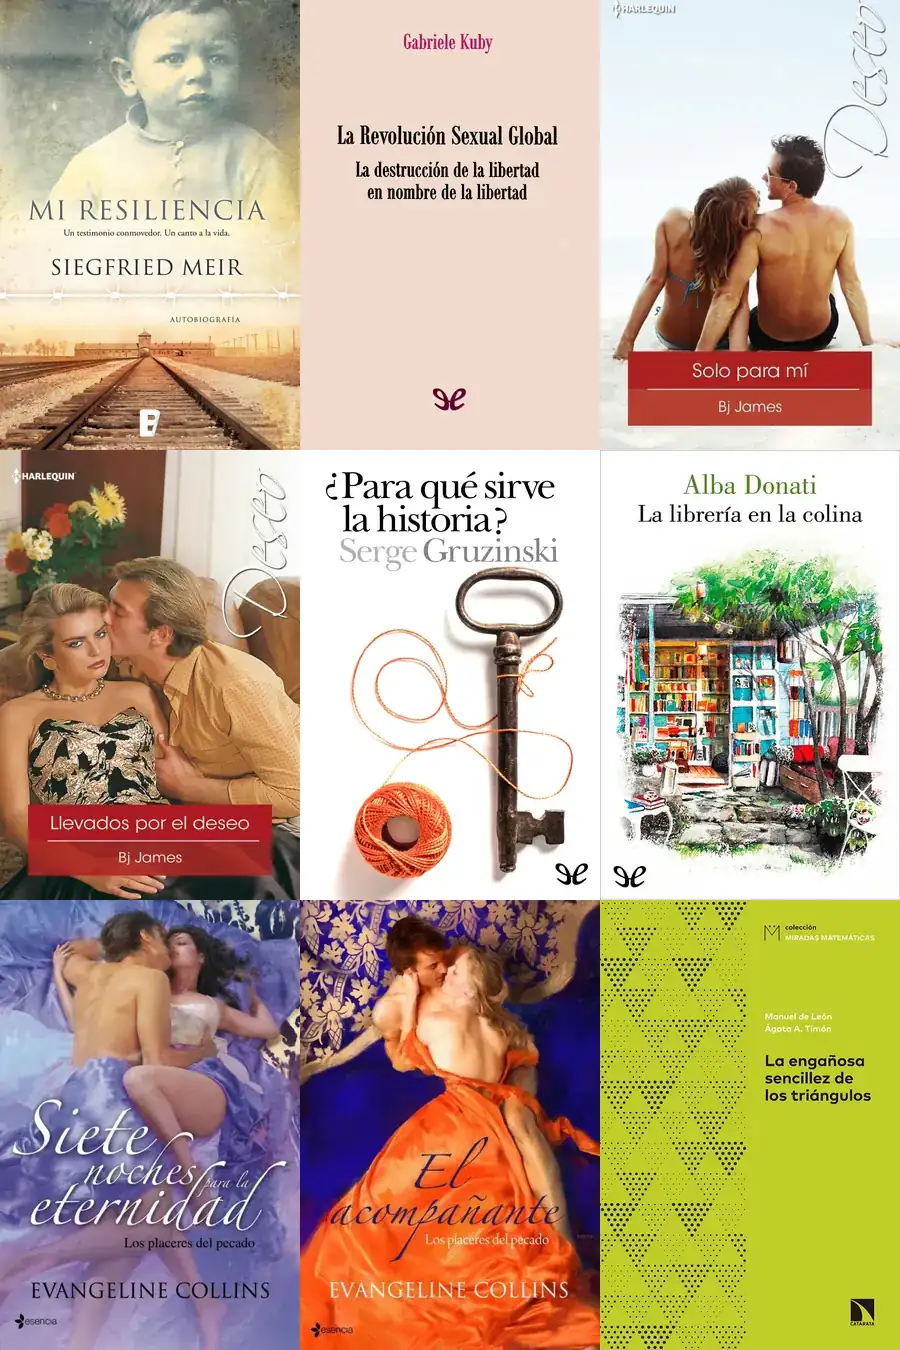 MI RESILIENCIA
Un testimonio conmovedor. Un canto a la vida.
SIEGFRIED MEIR
AUTOBIOGRAFÍA
B
Gabriele Kuby
La Revolución Sexual Global
La destrucción de la libertad
en nombre de la libertad
HARLEQUIN
Deseo
Solo para mí
Bj James
HARLEQUIN
Deseo
Llevados por el deseo
Bj James
¿Para qué sirve
la historia?
Serge Gruzinski
Alba Donati
La librería en la colina
Siete
noches para la
eternidad
Los placeres del pecado
EVANGELINE COLLINS
esencia
El
acompañante
Los placeres del pecado
EVANGELINE COLLINS
esencia
colección
MIRADAS MATEMÁTICAS
Manuel de León
Ágata A. Timón
La engañosa
sencillez de
los triángulos
CATARATA